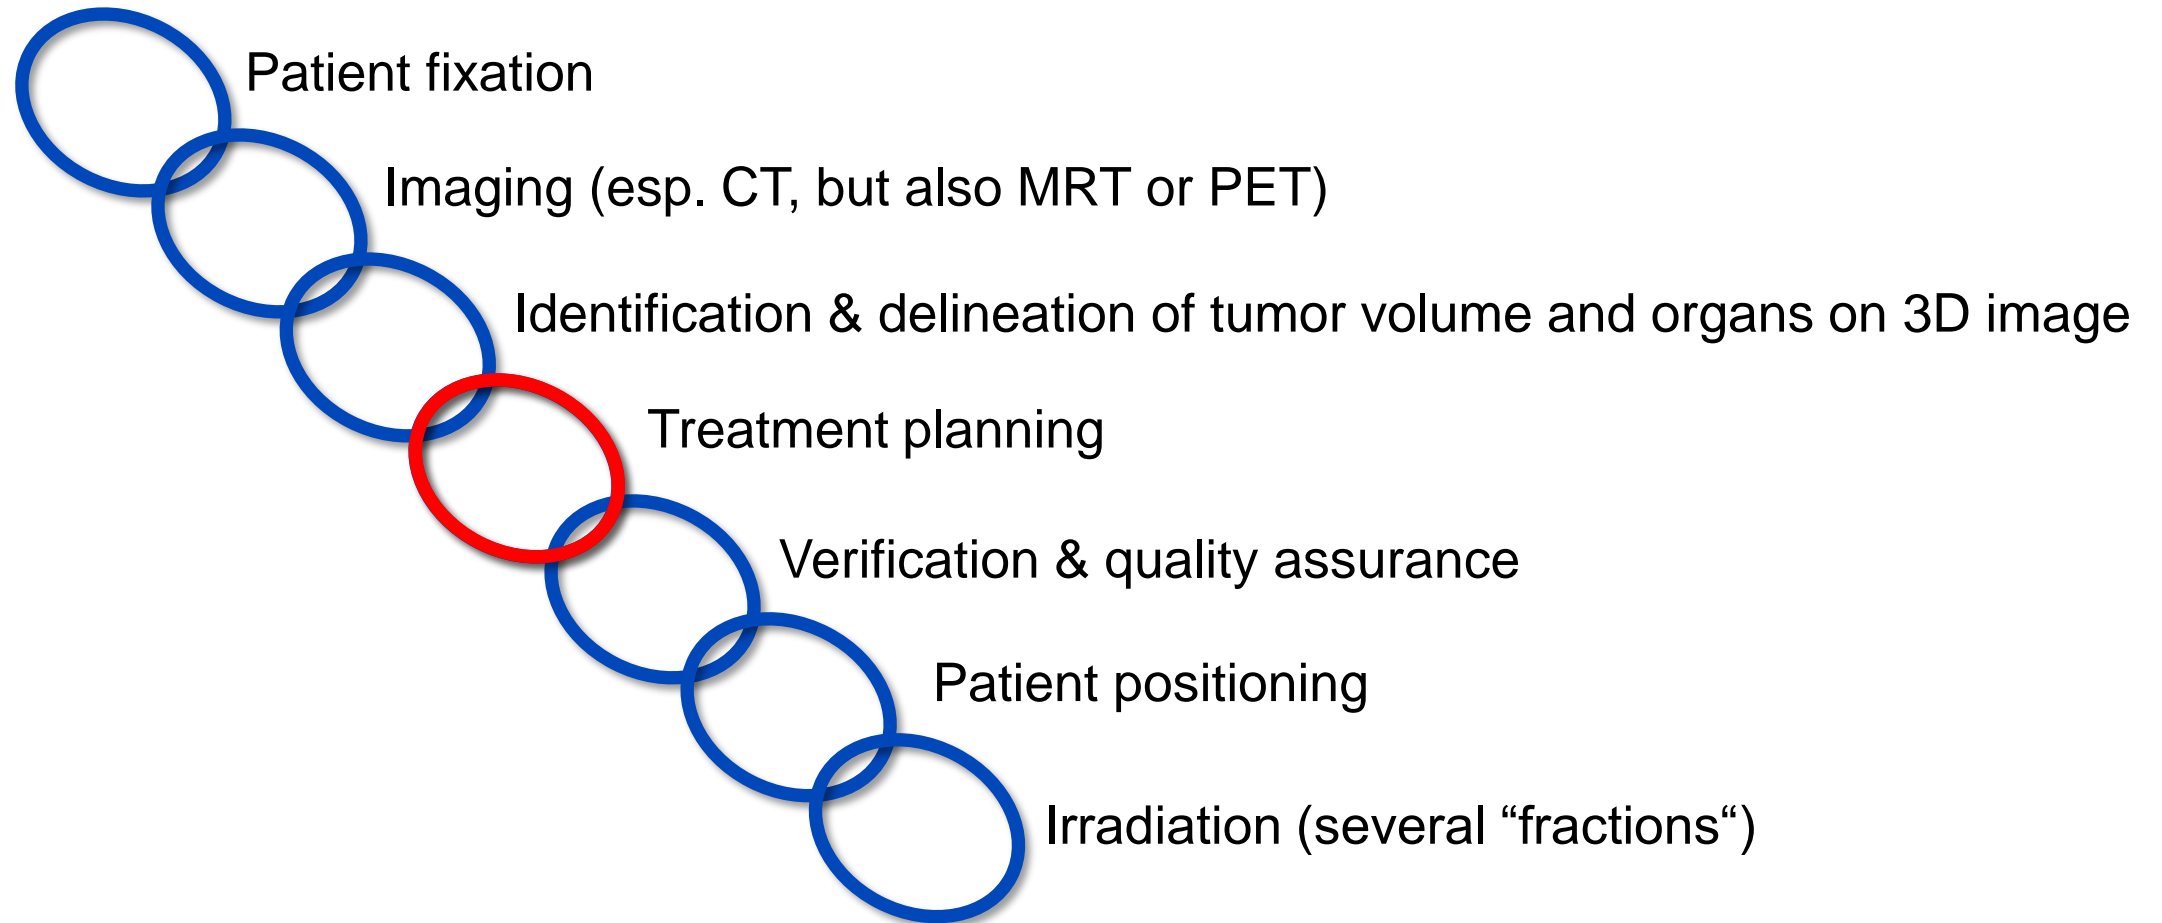 Patient fixation
Imaging (esp. CT, but also MRT or PET)
Identification & delineation of tumor volume and organs on 3D image
Treatment planning
Verification & quality assurance
Patient positioning
Irradiation (several “fractions“)